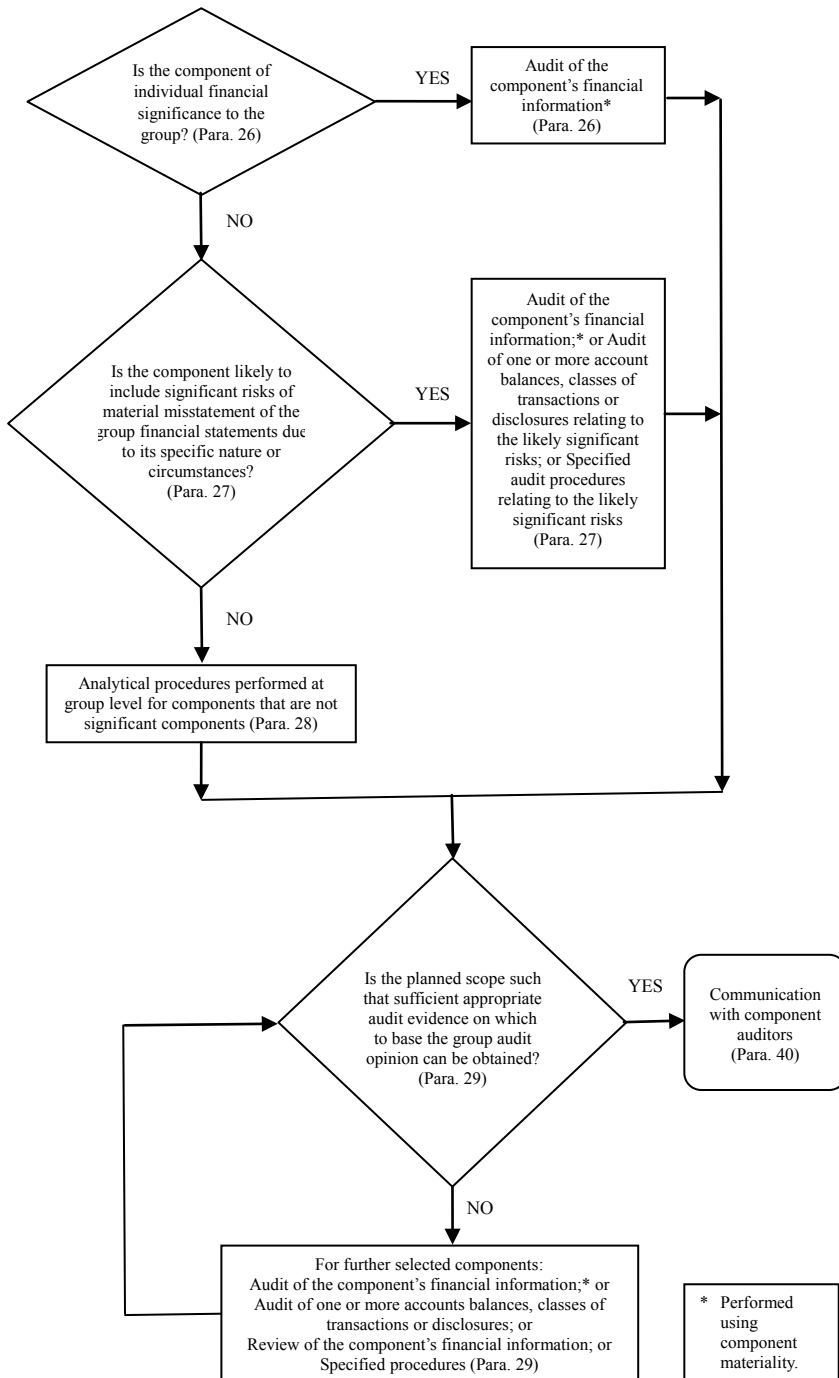 Is the component of
individual financial
significance to the
group? (Para. 26)
YES
Audit of the
component’s financial
information*
(Para. 26)
NO
Is the component likely to
include significant risks of
material misstatement of the
group financial statements due
to its specific nature or
circumstances?
(Para. 27)
YES
Audit of the
component’s financial
information;* or Audit
of one or more account
balances, classes of
transactions or
disclosures relating to
the likely significant
risks; or Specified
audit procedures
relating to the likely
significant risks
(Para. 27)
NO
Analytical procedures performed at
group level for components that are not
significant components (Para. 28)
Is the planned scope such
that sufficient appropriate
audit evidence on which
to base the group audit
opinion can be obtained?
(Para. 29)
YES
Communication
with component
auditors
(Para. 40)
NO
For further selected components:
Audit of the component’s financial information;* or
Audit of one or more accounts balances, classes of
transactions or disclosures; or
Review of the component’s financial information; or
Specified procedures (Para. 29)
* Performed
using
component
materiality.